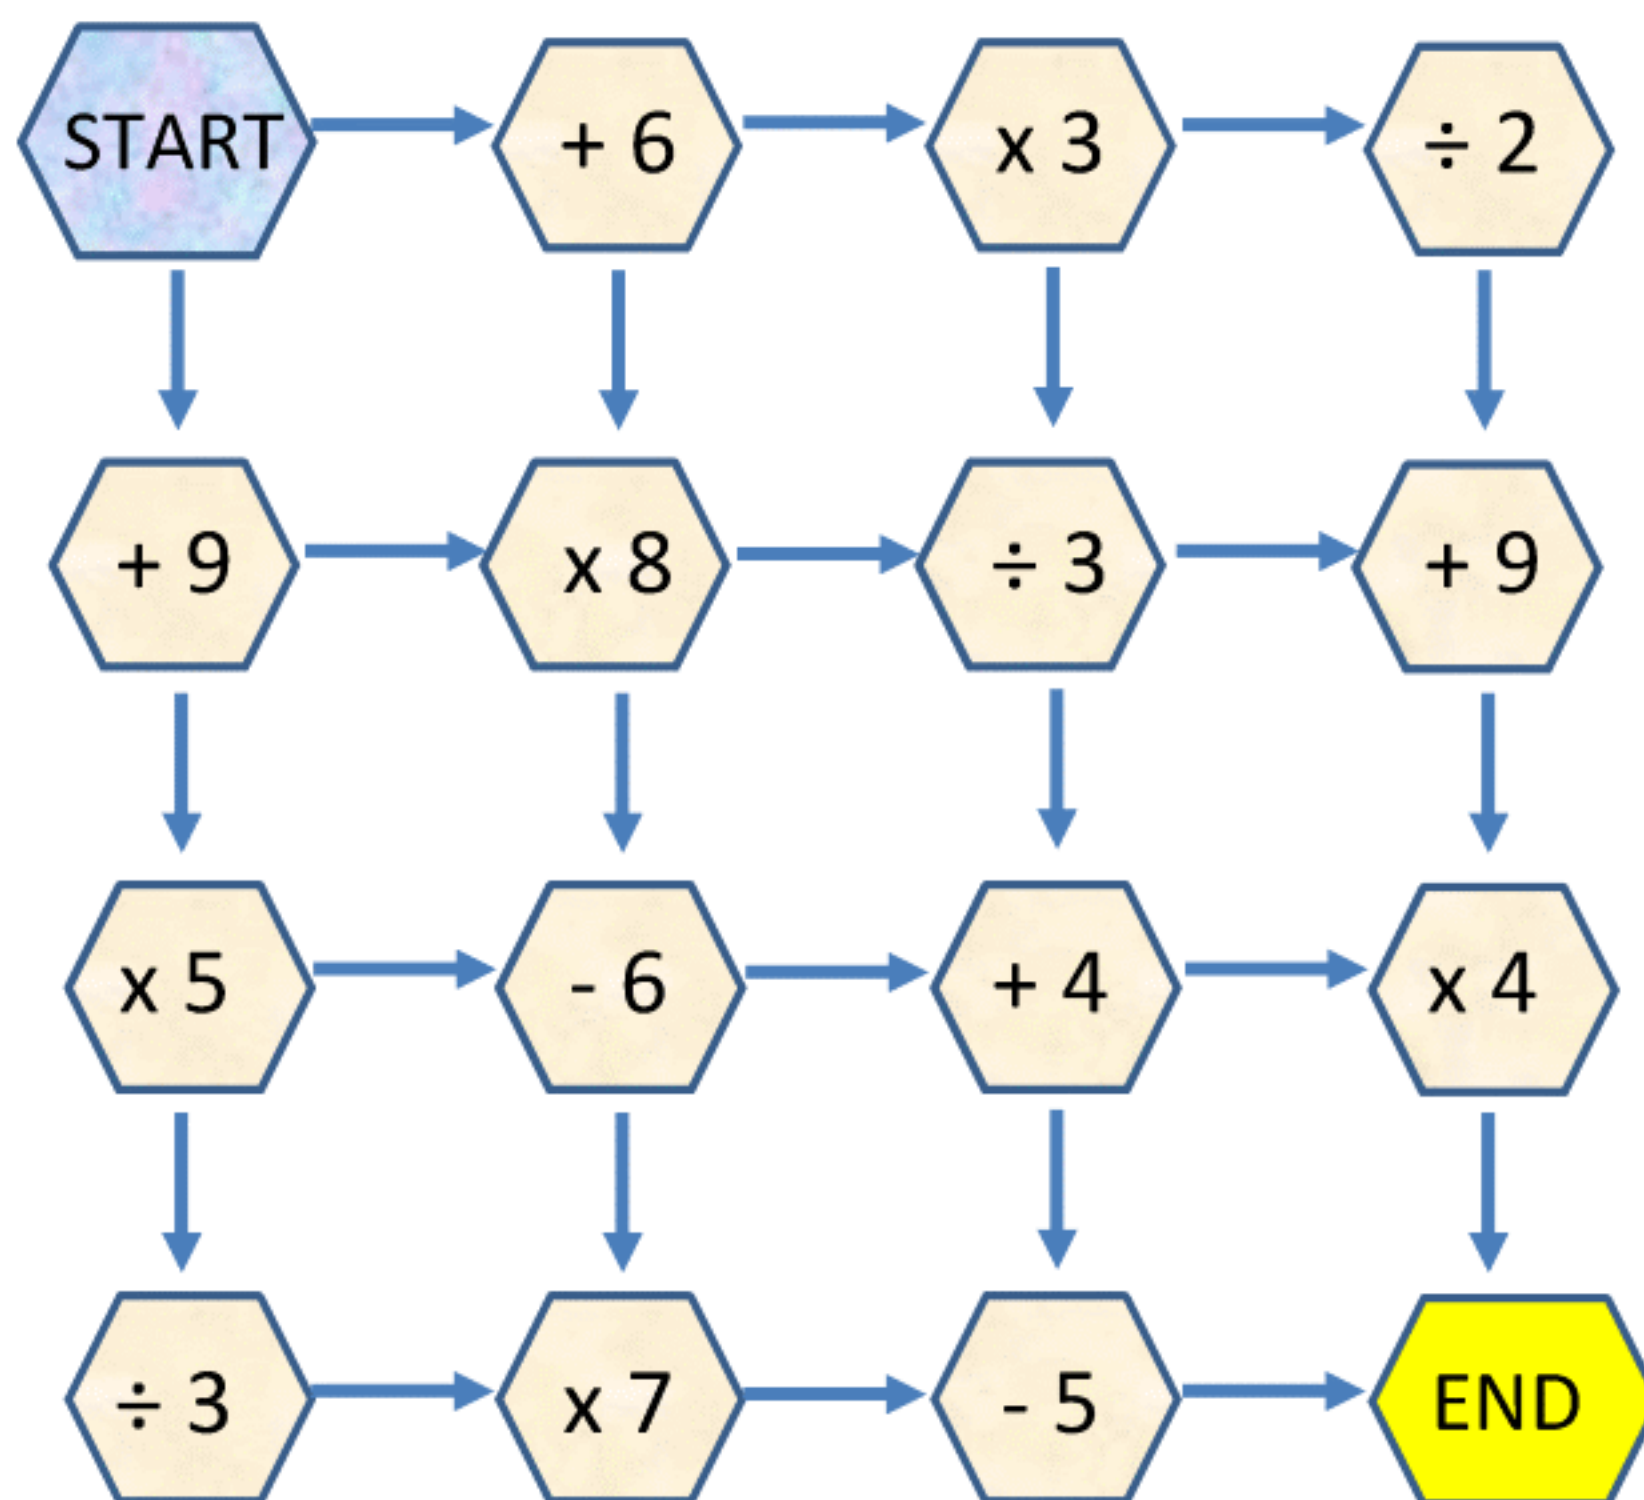 START + 6 x 3 ÷ 2
+ 9 x 8 ÷ 3 + 9
x 5 - 6 + 4 x 4
÷ 3 x 7 - 5 END